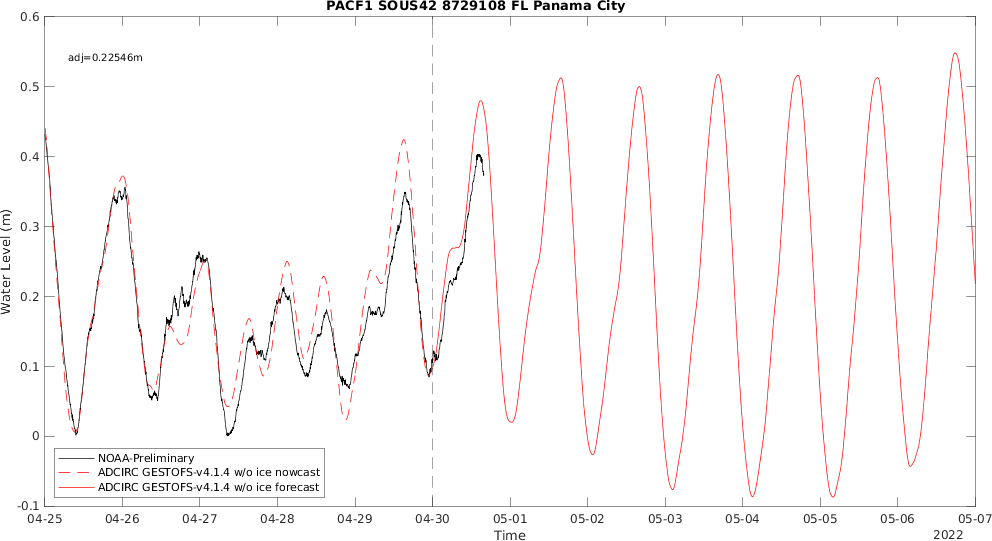 PACF1 SOUS42 8729108 FL Panama City
adj=0.22546m
Water Level (m)
0.6
0.5
0.4
0.3
0.2
0.1
0
-0.1
NOAA-Preliminary
ADCIRC GESTOFS-v4.1.4 w/o ice nowcast
ADCIRC GESTOFS-v4.1.4 w/o ice forecast
04-25 04-26 04-27 04-28 04-29 04-30 05-01 05-02 05-03 05-04 05-05 05-06 05-07
Time
2022